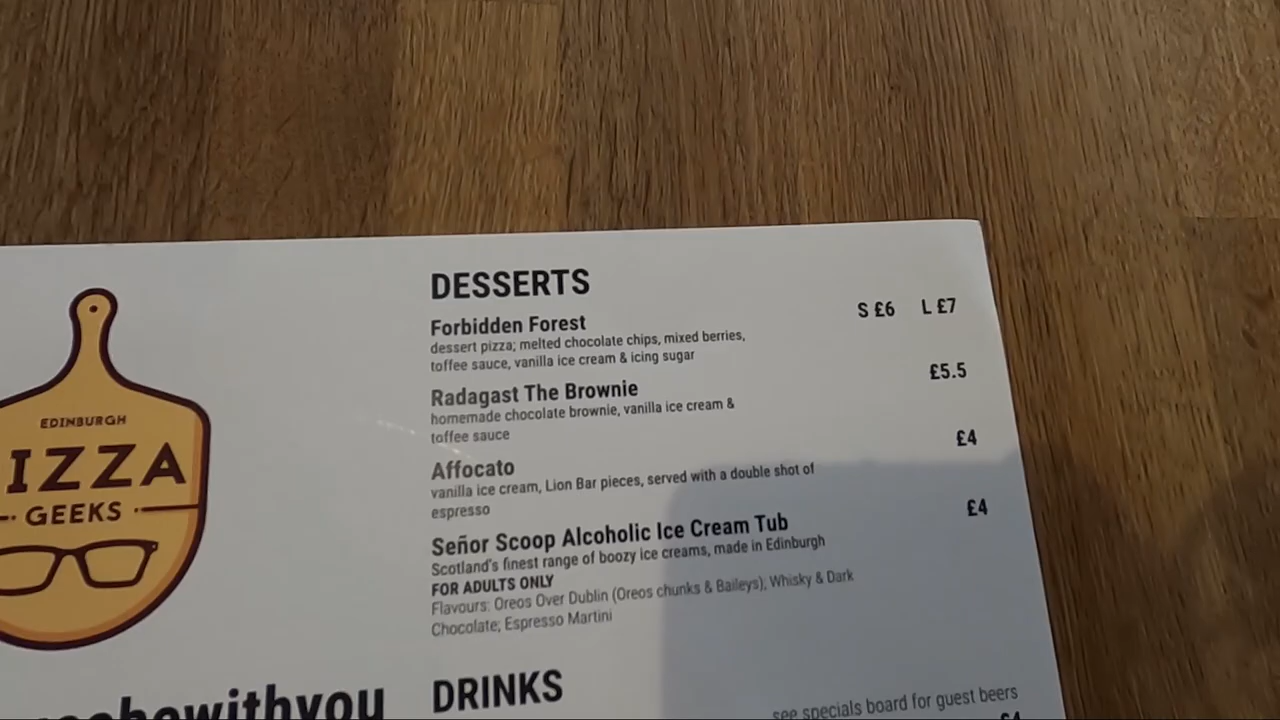 EDINBURGH
IZZA
GEEKS
DESSERTS
Forbidden Forest
S £6 L £7
dessert pizza; melted chocolate chips, mixed berries,
toffee sauce, vanilla ice cream & icing sugar
Radagast The Brownie
£5.5
homemade chocolate brownie, vanilla ice cream &
toffee sauce
Affocato
£4
vanilla ice cream, Lion Bar pieces, served with a double shot of
espresso
Señor Scoop Alcoholic Ice Cream Tub
£4
Scotland's finest range of boozy ice creams, made in Edinburgh
FOR ADULTS ONLY
Flavours: Oreos Over Dublin (Oreos chunks & Baileys); Whisky & Dark
Chocolate; Espresso Martini
DRINKS
see specials board for guest beers
£4